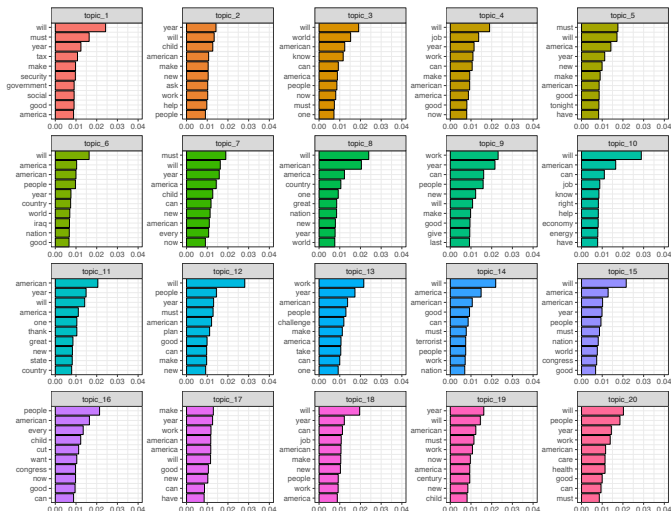 topic_1 topic_2 topic_3 topic_4 topic_5
will year will will must
must will world job will
year child american year america
tax american know work year
make make can can new
security new america make make
government ask people american american
social work now america good
good help must good tonight
america people one now have
0.00 0.01 0.02 0.03 0.04 0.00 0.01 0.02 0.03 0.04 0.00 0.01 0.02 0.03 0.04 0.00 0.01 0.02 0.03 0.04 0.00 0.01 0.02 0.03 0.04
topic_6 topic_7 topic_8 topic_9 topic_10
will must will work will
america will american year american
american year america can can
people america country people job
year child one new know
country can great will right
world new nation make help
iraq american new good economy
nation every year give energy
good now world last have
0.00 0.01 0.02 0.03 0.04 0.00 0.01 0.02 0.03 0.04 0.00 0.01 0.02 0.03 0.04 0.00 0.01 0.02 0.03 0.04 0.00 0.01 0.02 0.03 0.04
topic_11 topic_12 topic_13 topic_14 topic_15
american will work will will
year people year america america
will year american american american
america must people good year
one american challenge can people
thank plan make must must
great good america terrorist nation
new can take people world
state make can work congress
country new one nation good
0.00 0.01 0.02 0.03 0.04 0.00 0.01 0.02 0.03 0.04 0.00 0.01 0.02 0.03 0.04 0.00 0.01 0.02 0.03 0.04 0.00 0.01 0.02 0.03 0.04
topic_16 topic_17 topic_18 topic_19 topic_20
people make will year will
american year year will people
every work can american year
child american job must work
cut america american work american
want will make now care
congress good new america health
now new people century good
good can work new can
can have america child must
0.00 0.01 0.02 0.03 0.04 0.00 0.01 0.02 0.03 0.04 0.00 0.01 0.02 0.03 0.04 0.00 0.01 0.02 0.03 0.04 0.00 0.01 0.02 0.03 0.04